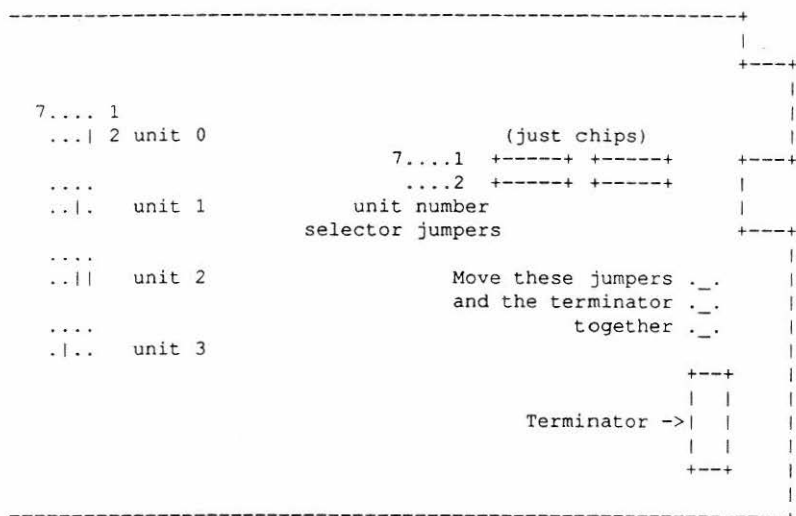 7.... 1
...| 2 unit 0
(just chips)
7....1 +------+ +-----+
....2 +------+ +-----+
....
..|. unit 1
unit number
selector jumpers
....
..|| unit 2
Move these jumpers ._.
and the terminator ._.
together ._.
....
.|.. unit 3
Terminator ->